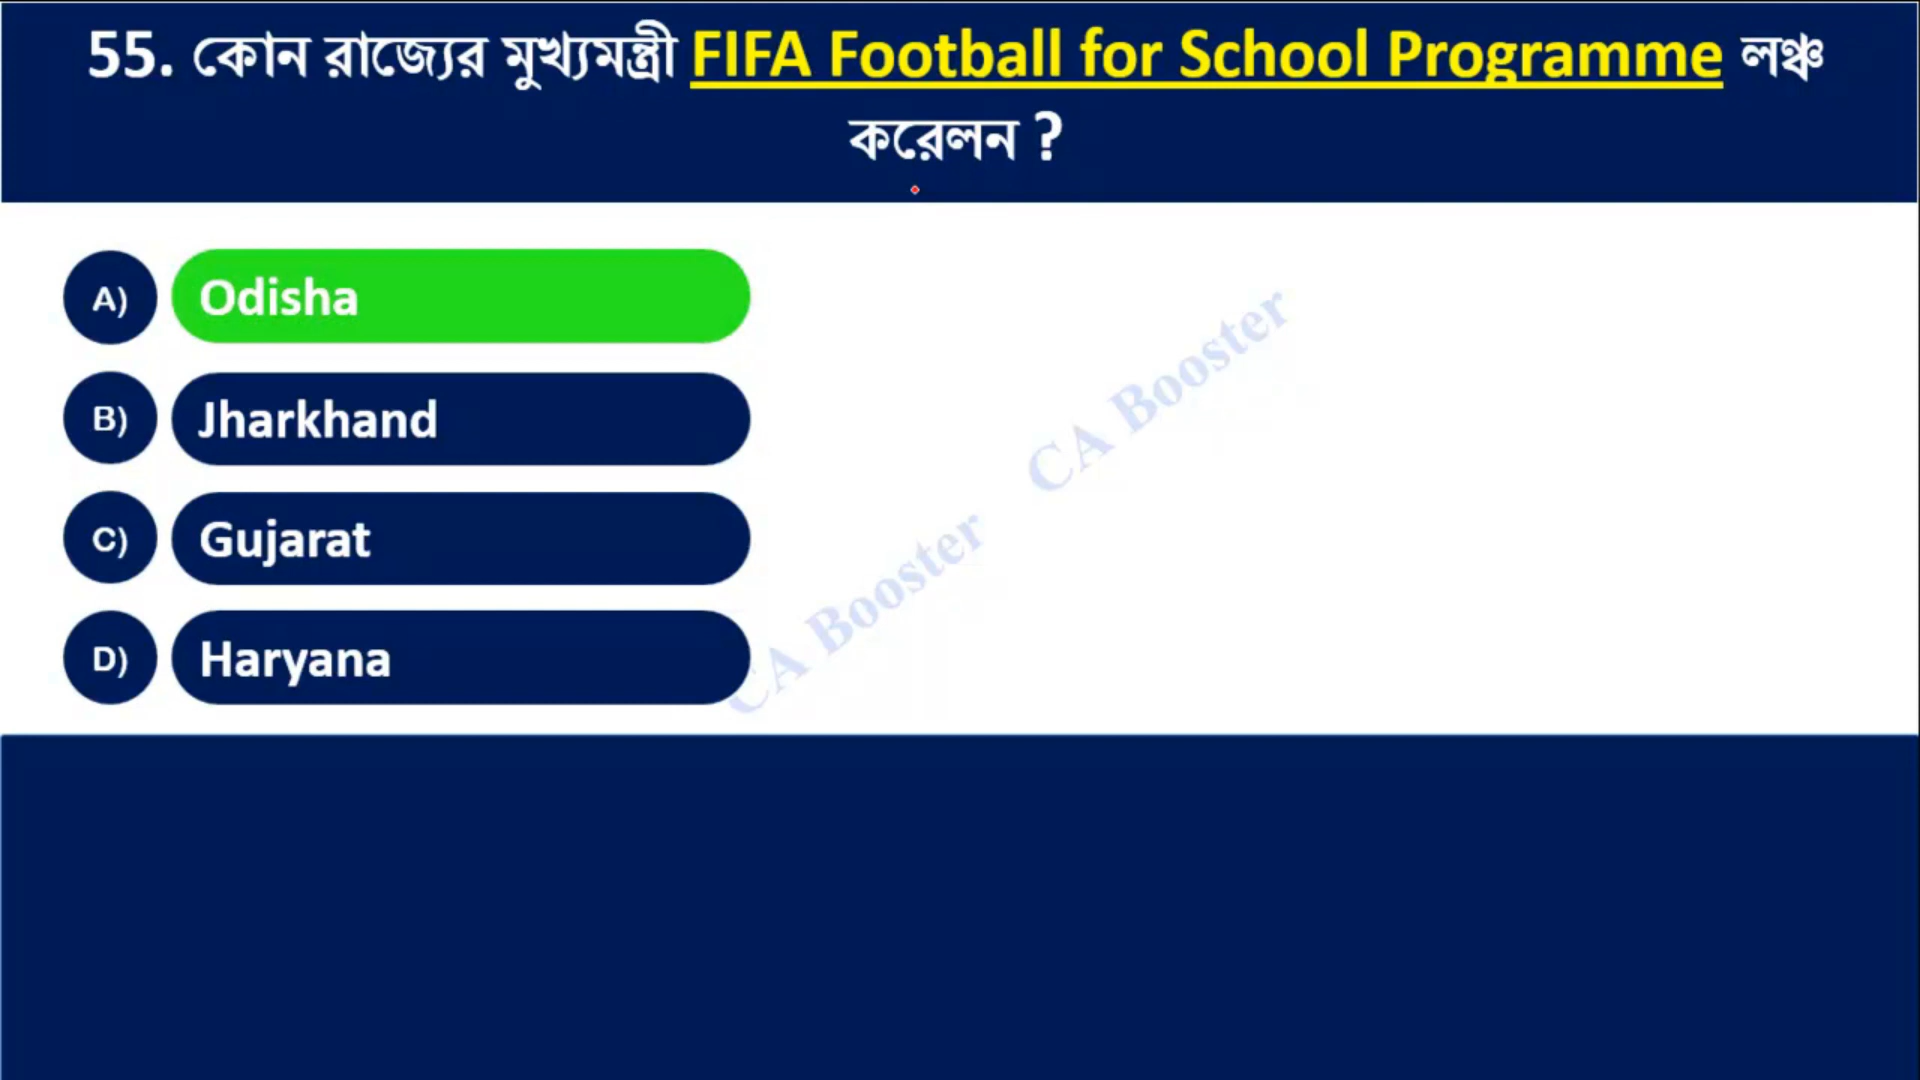 55. কোন রাজ্যের মুখ্যমন্ত্রী FIFA Football for School Programme লঞ্চ
করেলন ?
A) Odisha
B) Jharkhand
C) Gujarat
D) Haryana
CA Booster
CA Booster